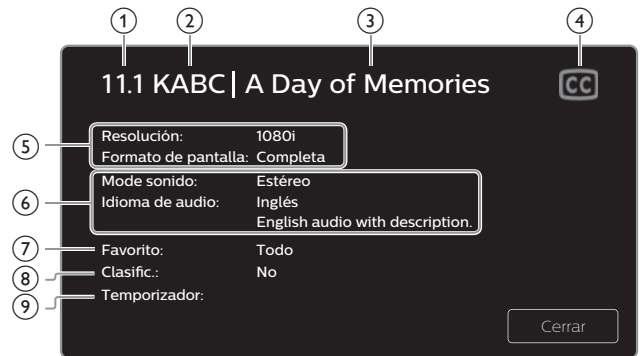 1 2 3 4
11.1 KABC | A Day of Memories CC
5 Resolución: 1080i
Formato de pantalla: Completa
6 Mode sonido: Estéreo
Idioma de audio: Inglés
English audio with description.
7 Favorito: Todo
8 Clasific.: No
9 Temporizador:
Cerrar